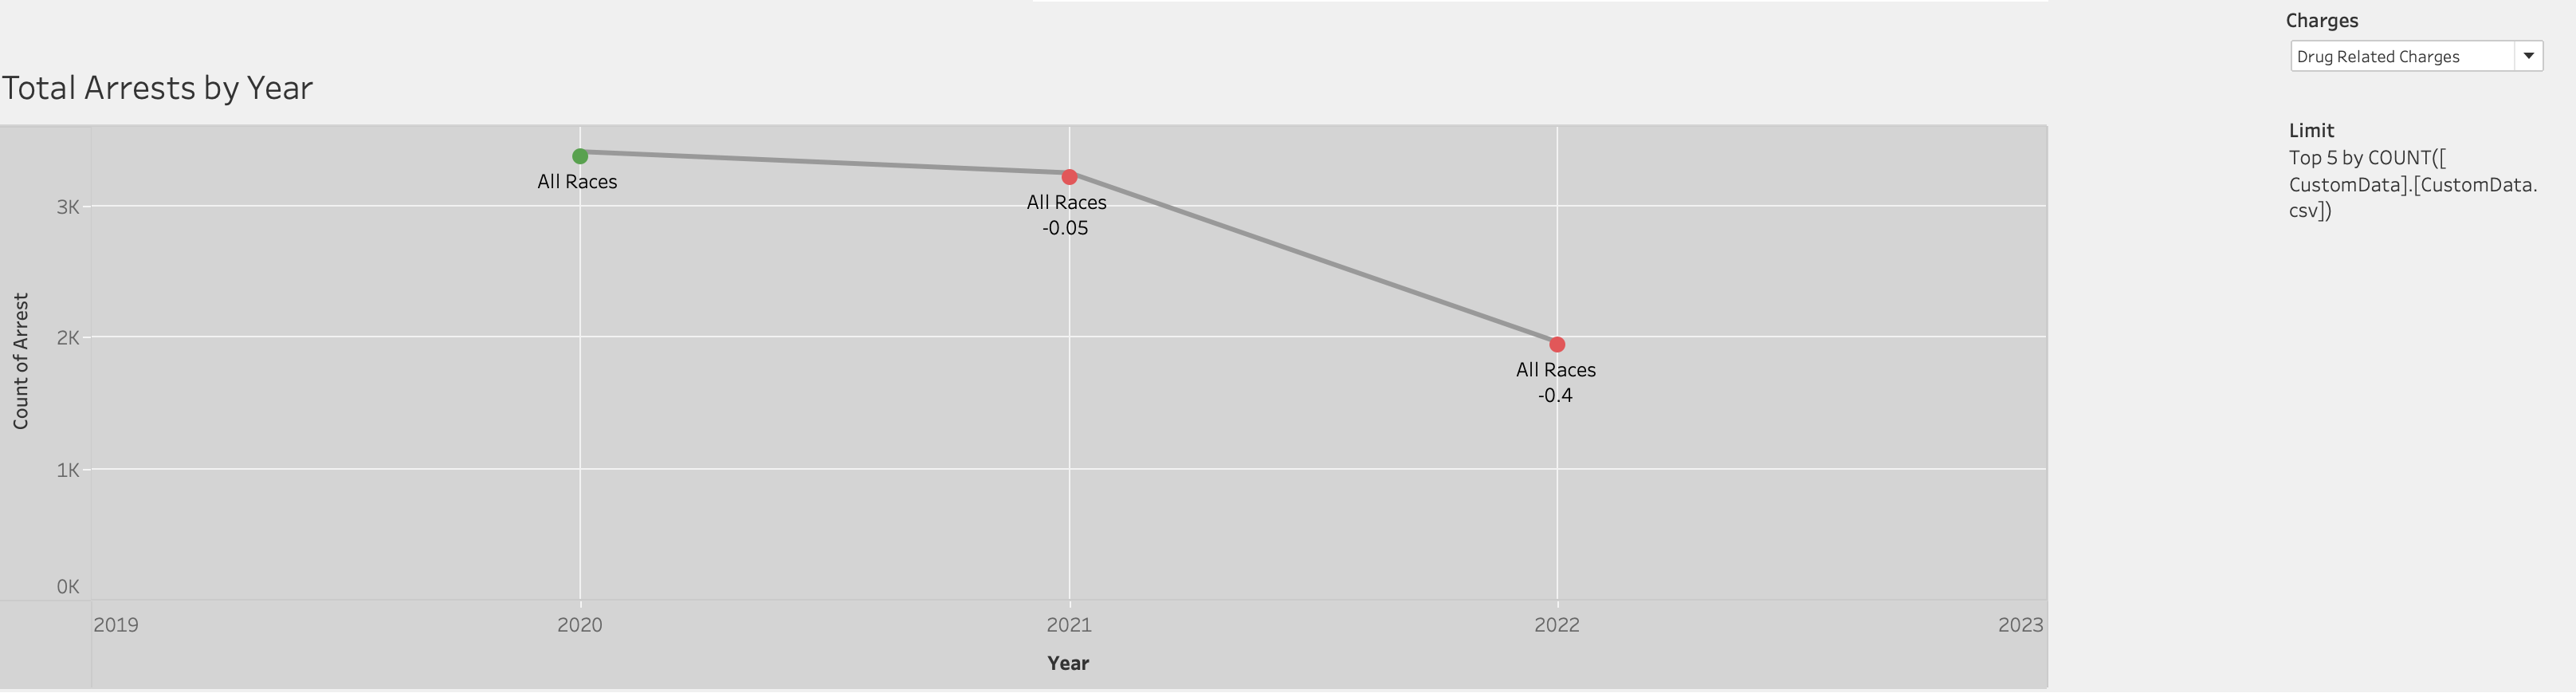 Charges
Drug Related Charges
Total Arrests by Year
Limit
Top 5 by COUNT([
CustomData].[CustomData.
csv])
Count of Arrest
3K
2K
1K
0K
All Races
All Races
-0.05
All Races
-0.4
2019
2020
2021
2022
2023
Year